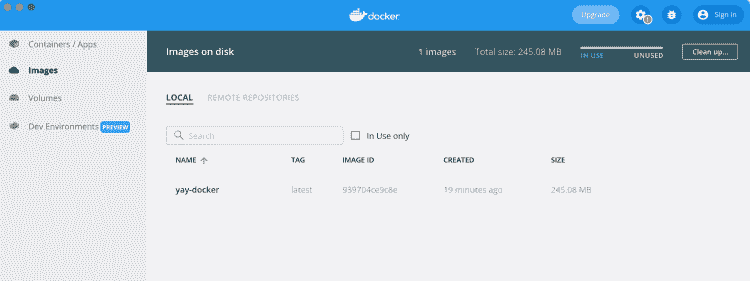 docker
Upgrade
1
Sign in
Containers / Apps
Images
Volumes
Dev Environments PREVIEW
Images on disk
1 images
Total size: 245.08 MB
IN USE
UNUSED
Clean up...
LOCAL
REMOTE REPOSITORIES
Search
In Use only
NAME
TAG
IMAGE ID
CREATED
SIZE
yay-docker
latest
939704ce9c8e
19 minutes ago
245.08 MB